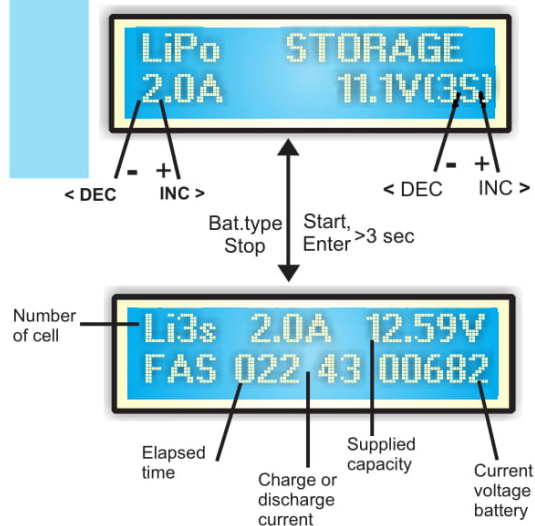 LiPo STORAGE
2.0A 11.1V(3S)
- +
< DEC INC >
- +
< DEC INC >
Bat.type
Stop
Start,
Enter >3 sec
Number
of cell
Li3s 2.0A 12.59V
FAS 022 43 00682
Elapsed
time
Charge or
discharge
current
Supplied
capacity
Current
voltage
battery